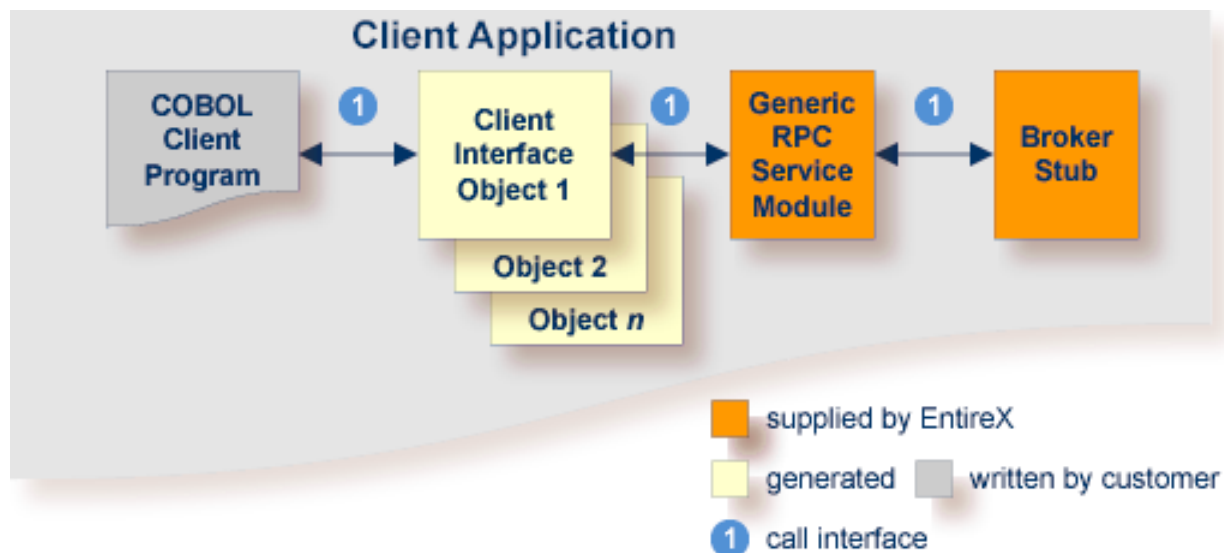 Client Application
COBOL
Client
Program
1
Client
Interface
Object 1
Object 2
Object n
1
Generic
RPC
Service
Module
1
Broker
Stub
supplied by EntireX
generated
written by customer
1 call interface